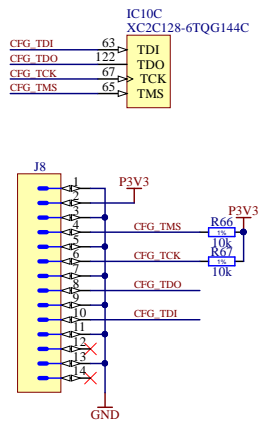 IC10C
XC2C128-6TQG144C
CFG_TDI 63 TDI
CFG_TDO 122 TDO
CFG_TCK 67 TCK
CFG_TMS 65 TMS
J8
1
2 P3V3
3
4 CFG_TMS R66 1% 10k P3V3
5
6 CFG_TCK R67 1% 10k
7
8 CFG_TDO
9
10 CFG_TDI
11
12
13
14
GND